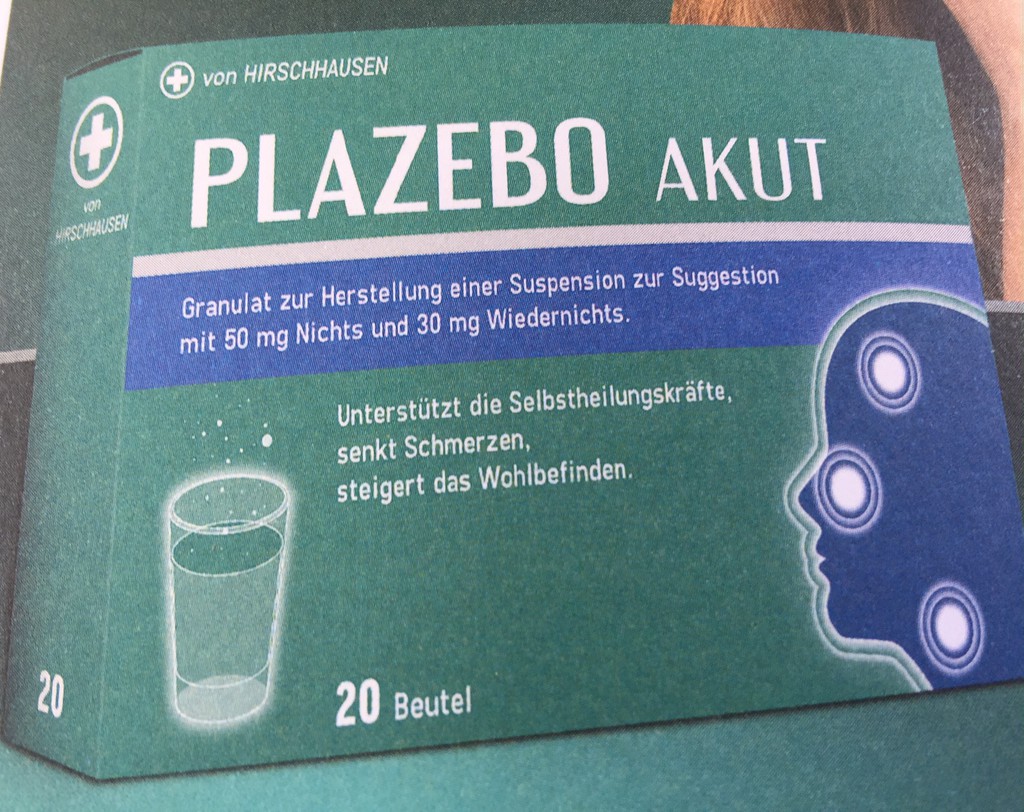 von HIRSCHHAUSEN
PLAZEBO AKUT
Granulat zur Herstellung einer Suspension zur Suggestion
mit 50 mg Nichts und 30 mg Wiedernichts.
Unterstützt die Selbstheilungskräfte,
senkt Schmerzen,
steigert das Wohlbefinden.
20 Beutel
von
HIRSCHHAUSEN
20